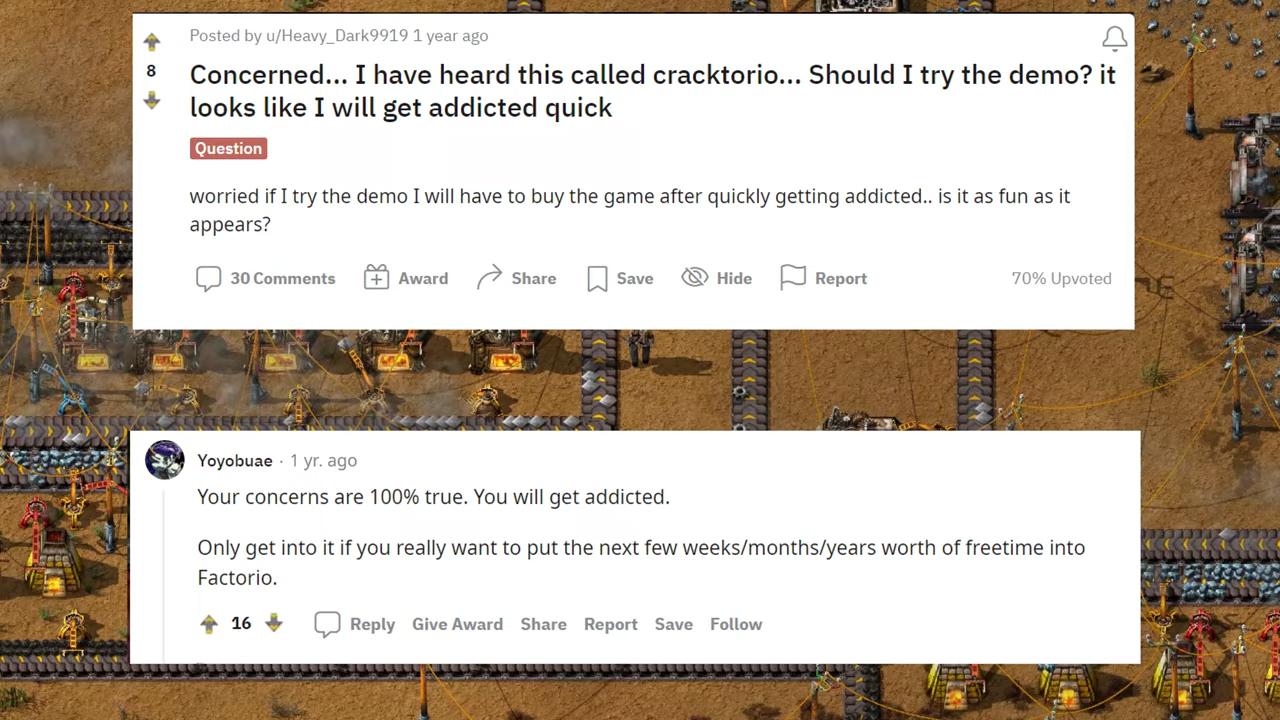 Posted by u/Heavy_Dark9919 1 year ago
8
Concerned... I have heard this called cracktorio... Should I try the demo? it
looks like I will get addicted quick
Question
worried if I try the demo I will have to buy the game after quickly getting addicted.. is it as fun as it
appears?
30 Comments Award Share Save Hide Report 70% Upvoted
Yoyobuae · 1 yr. ago
Your concerns are 100% true. You will get addicted.
Only get into it if you really want to put the next few weeks/months/years worth of freetime into
Factorio.
16 Reply Give Award Share Report Save Follow